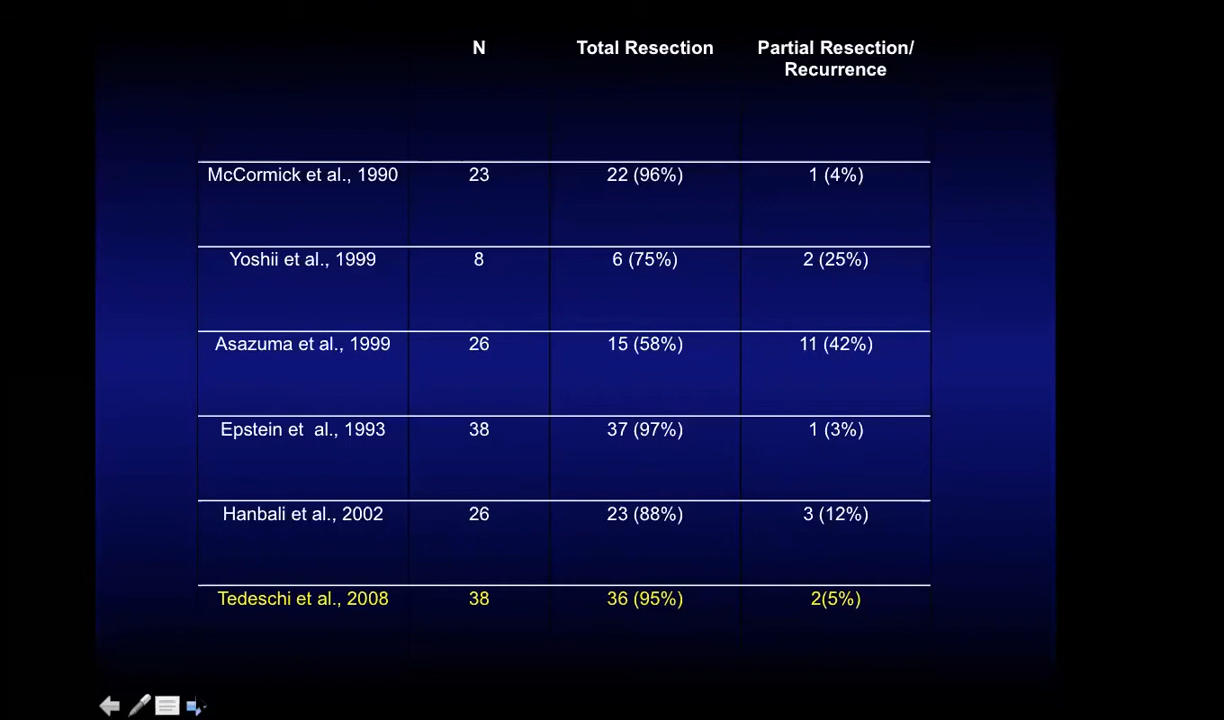 N Total Resection Partial Resection/
Recurrence
McCormick et al., 1990 23 22 (96%) 1 (4%)
Yoshii et al., 1999 8 6 (75%) 2 (25%)
Asazuma et al., 1999 26 15 (58%) 11 (42%)
Epstein et  al., 1993 38 37 (97%) 1 (3%)
Hanbali et al., 2002 26 23 (88%) 3 (12%)
Tedeschi et al., 2008 38 36 (95%) 2(5%)